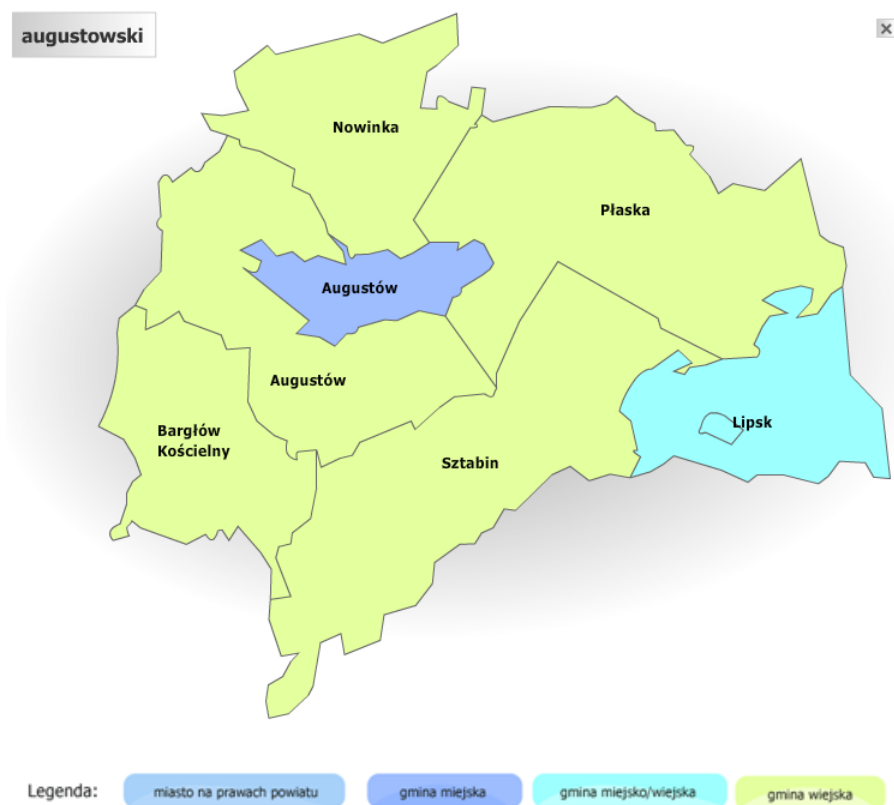 augustowski
Nowinka
Płaska
Augustów
Augustów
Bargłów
Kościelny
Lipsk
Sztabin
Legenda:
miasto na prawach powiatu
gmina miejska
gmina miejsko/wiejska
gmina wiejska